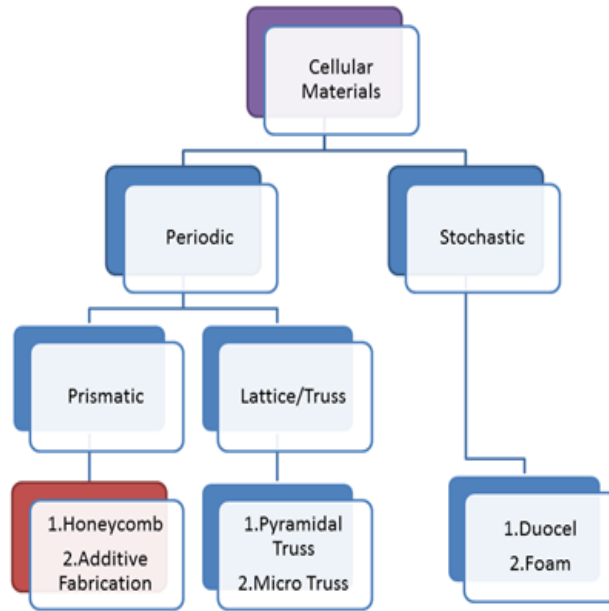 Cellular
Materials
Periodic
Stochastic
Prismatic
Lattice/Truss
1.Honeycomb
2.Additive
Fabrication
1.Pyramidal
Truss
2.Micro Truss
1.Duocel
2.Foam